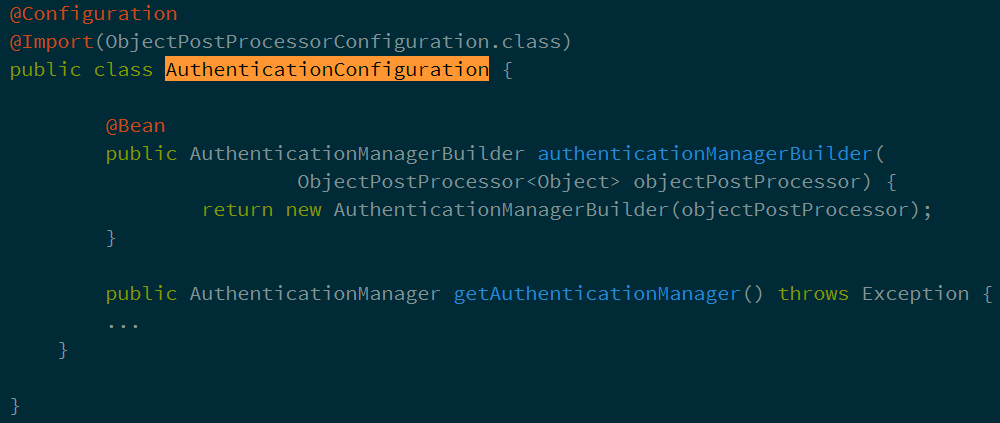 @Configuration
@Import(ObjectPostProcessorConfiguration.class)
public class AuthenticationConfiguration {
@Bean
public AuthenticationManagerBuilder authenticationManagerBuilder(
ObjectPostProcessor<Object> objectPostProcessor) {
return new AuthenticationManagerBuilder(objectPostProcessor);
}
public AuthenticationManager getAuthenticationManager() throws Exception {
...
}
}